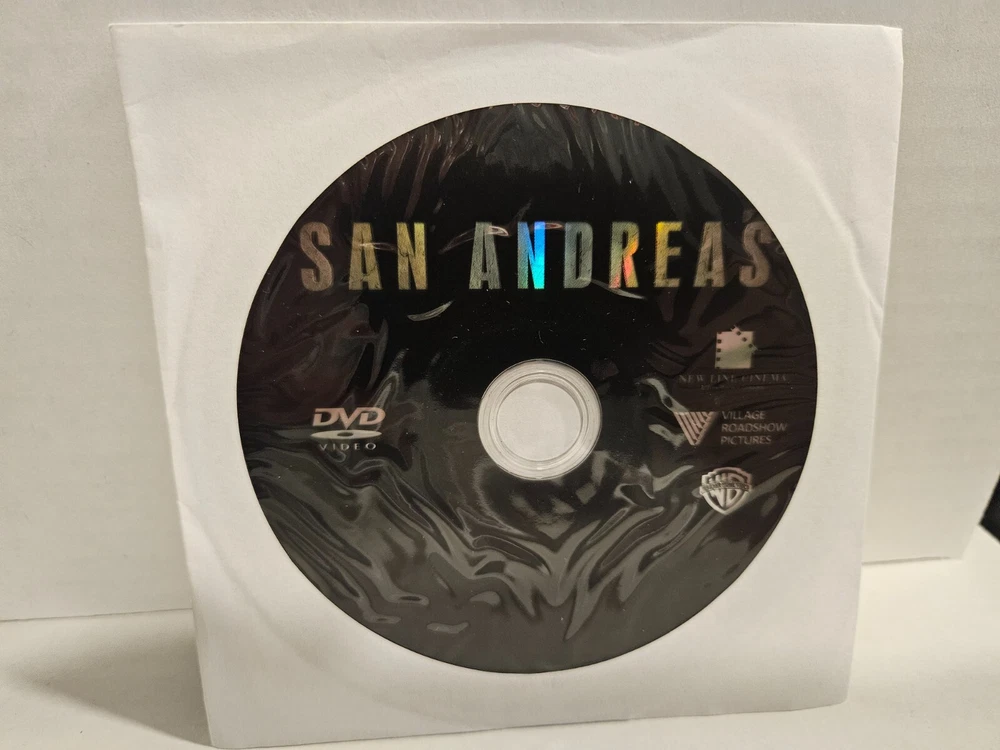 SAN ANDREAS
NEW LINE CINEMA
DVD
VIDEO
VILLAGE
ROADSHOW
PICTURES
WB